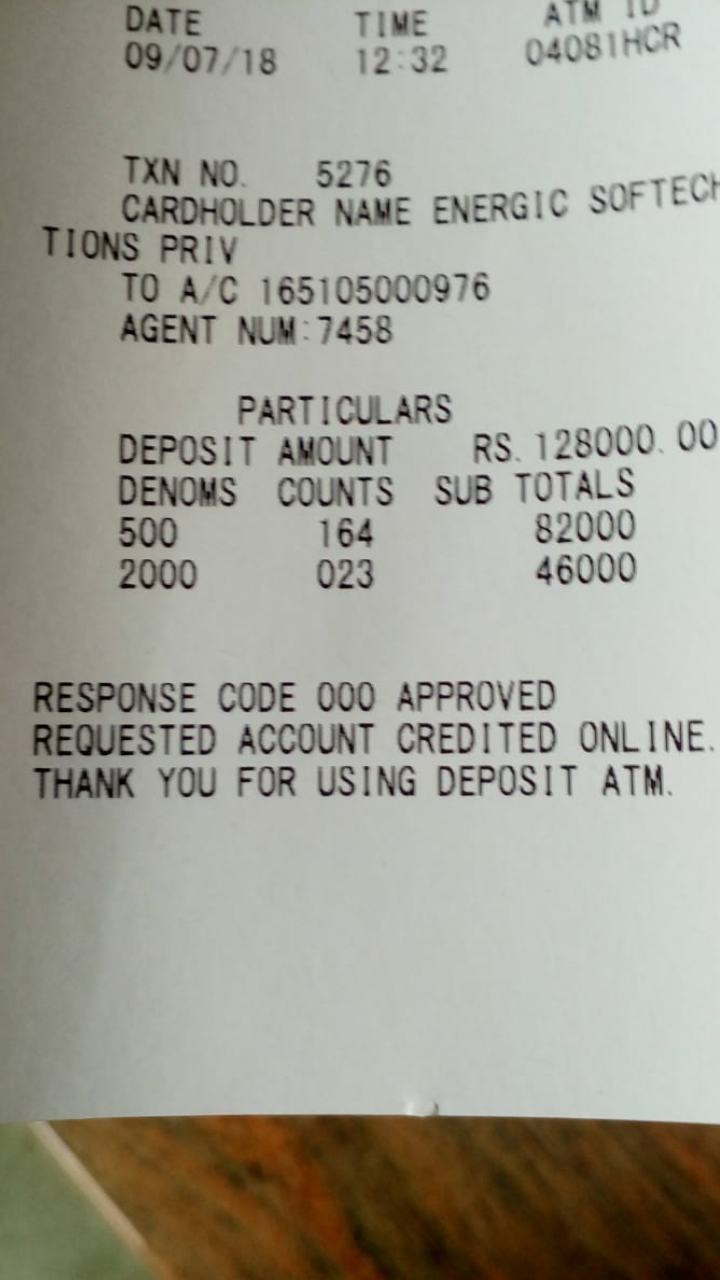 DATE TIME ATM ID
09/07/18 12:32 04081HCR
TXN NO. 5276
CARDHOLDER NAME ENERGIC SOFTECH
TIONS PRIV
TO A/C 165105000976
AGENT NUM:7458
PARTICULARS
DEPOSIT AMOUNT RS.128000.00
DENOMS COUNTS SUB TOTALS
500 164 82000
2000 023 46000
RESPONSE CODE 000 APPROVED
REQUESTED ACCOUNT CREDITED ONLINE.
THANK YOU FOR USING DEPOSIT ATM.